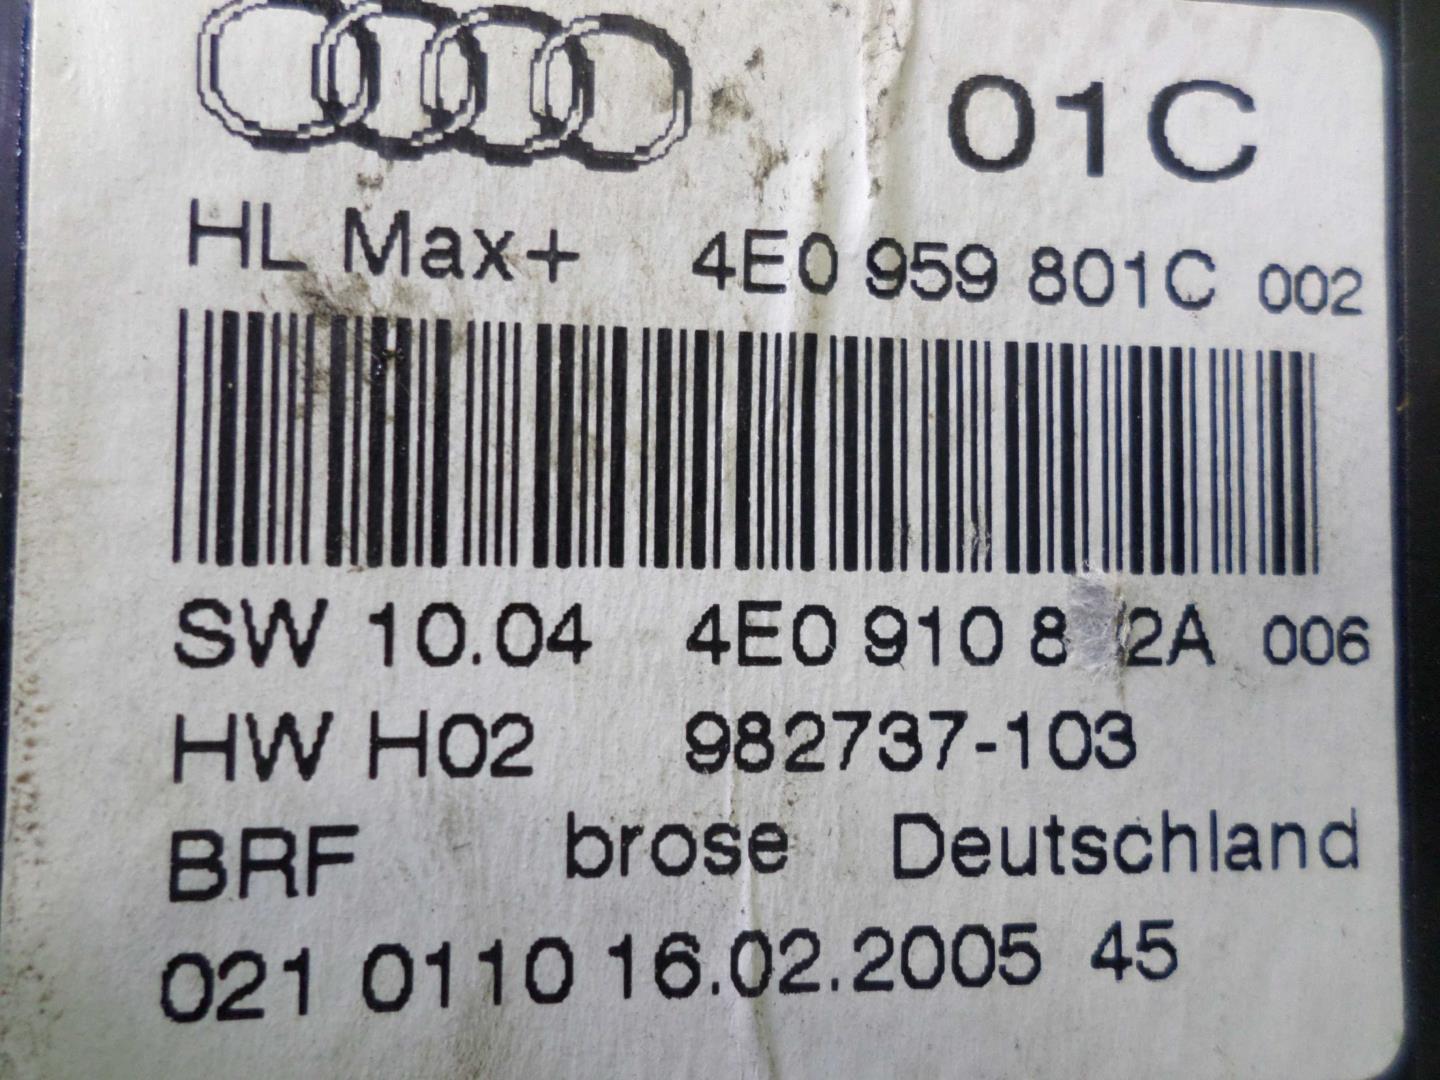 01C
HL Max+ 4E0 959 801C 002
SW 10.04 4E0 910 006
HW H02 982737-103
BRF brose Deutschland
021 0110 16.02.2005 45